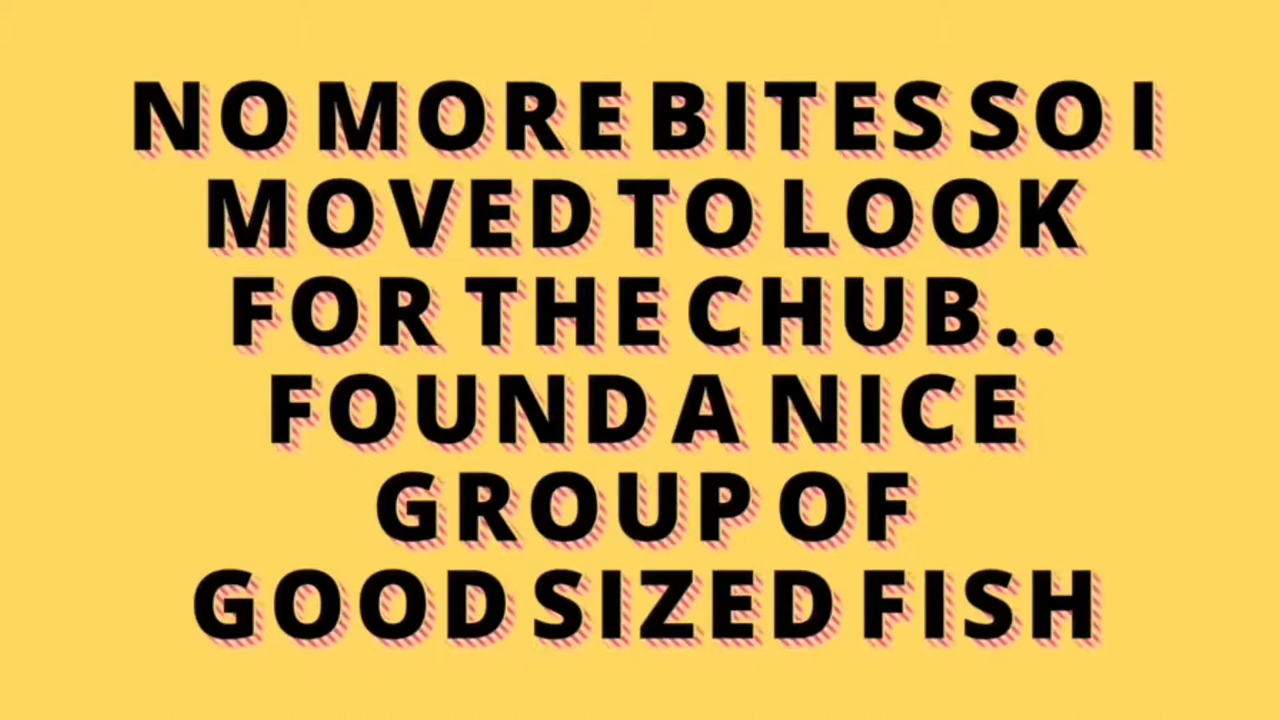 NO MORE BITES SO I
MOVED TO LOOK
FOR THE CHUB..
FOUND A NICE
GROUP OF
GOOD SIZED FISH